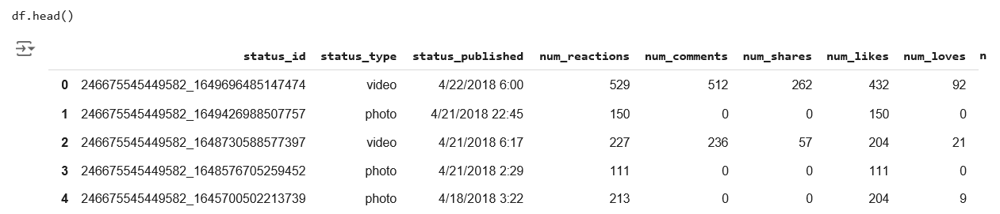 df.head()
status_id status_type status_published num_reactions num_comments num_shares num_likes num_loves n
0 246675545449582_1649696485147474 video 4/22/2018 6:00 529 512 262 432 92
1 246675545449582_1649426988507757 photo 4/21/2018 22:45 150 0 0 150 0
2 246675545449582_1648730588577397 video 4/21/2018 6:17 227 236 57 204 21
3 246675545449582_1648576705259452 photo 4/21/2018 2:29 111 0 0 111 0
4 246675545449582_1645700502213739 photo 4/18/2018 3:22 213 0 0 204 9